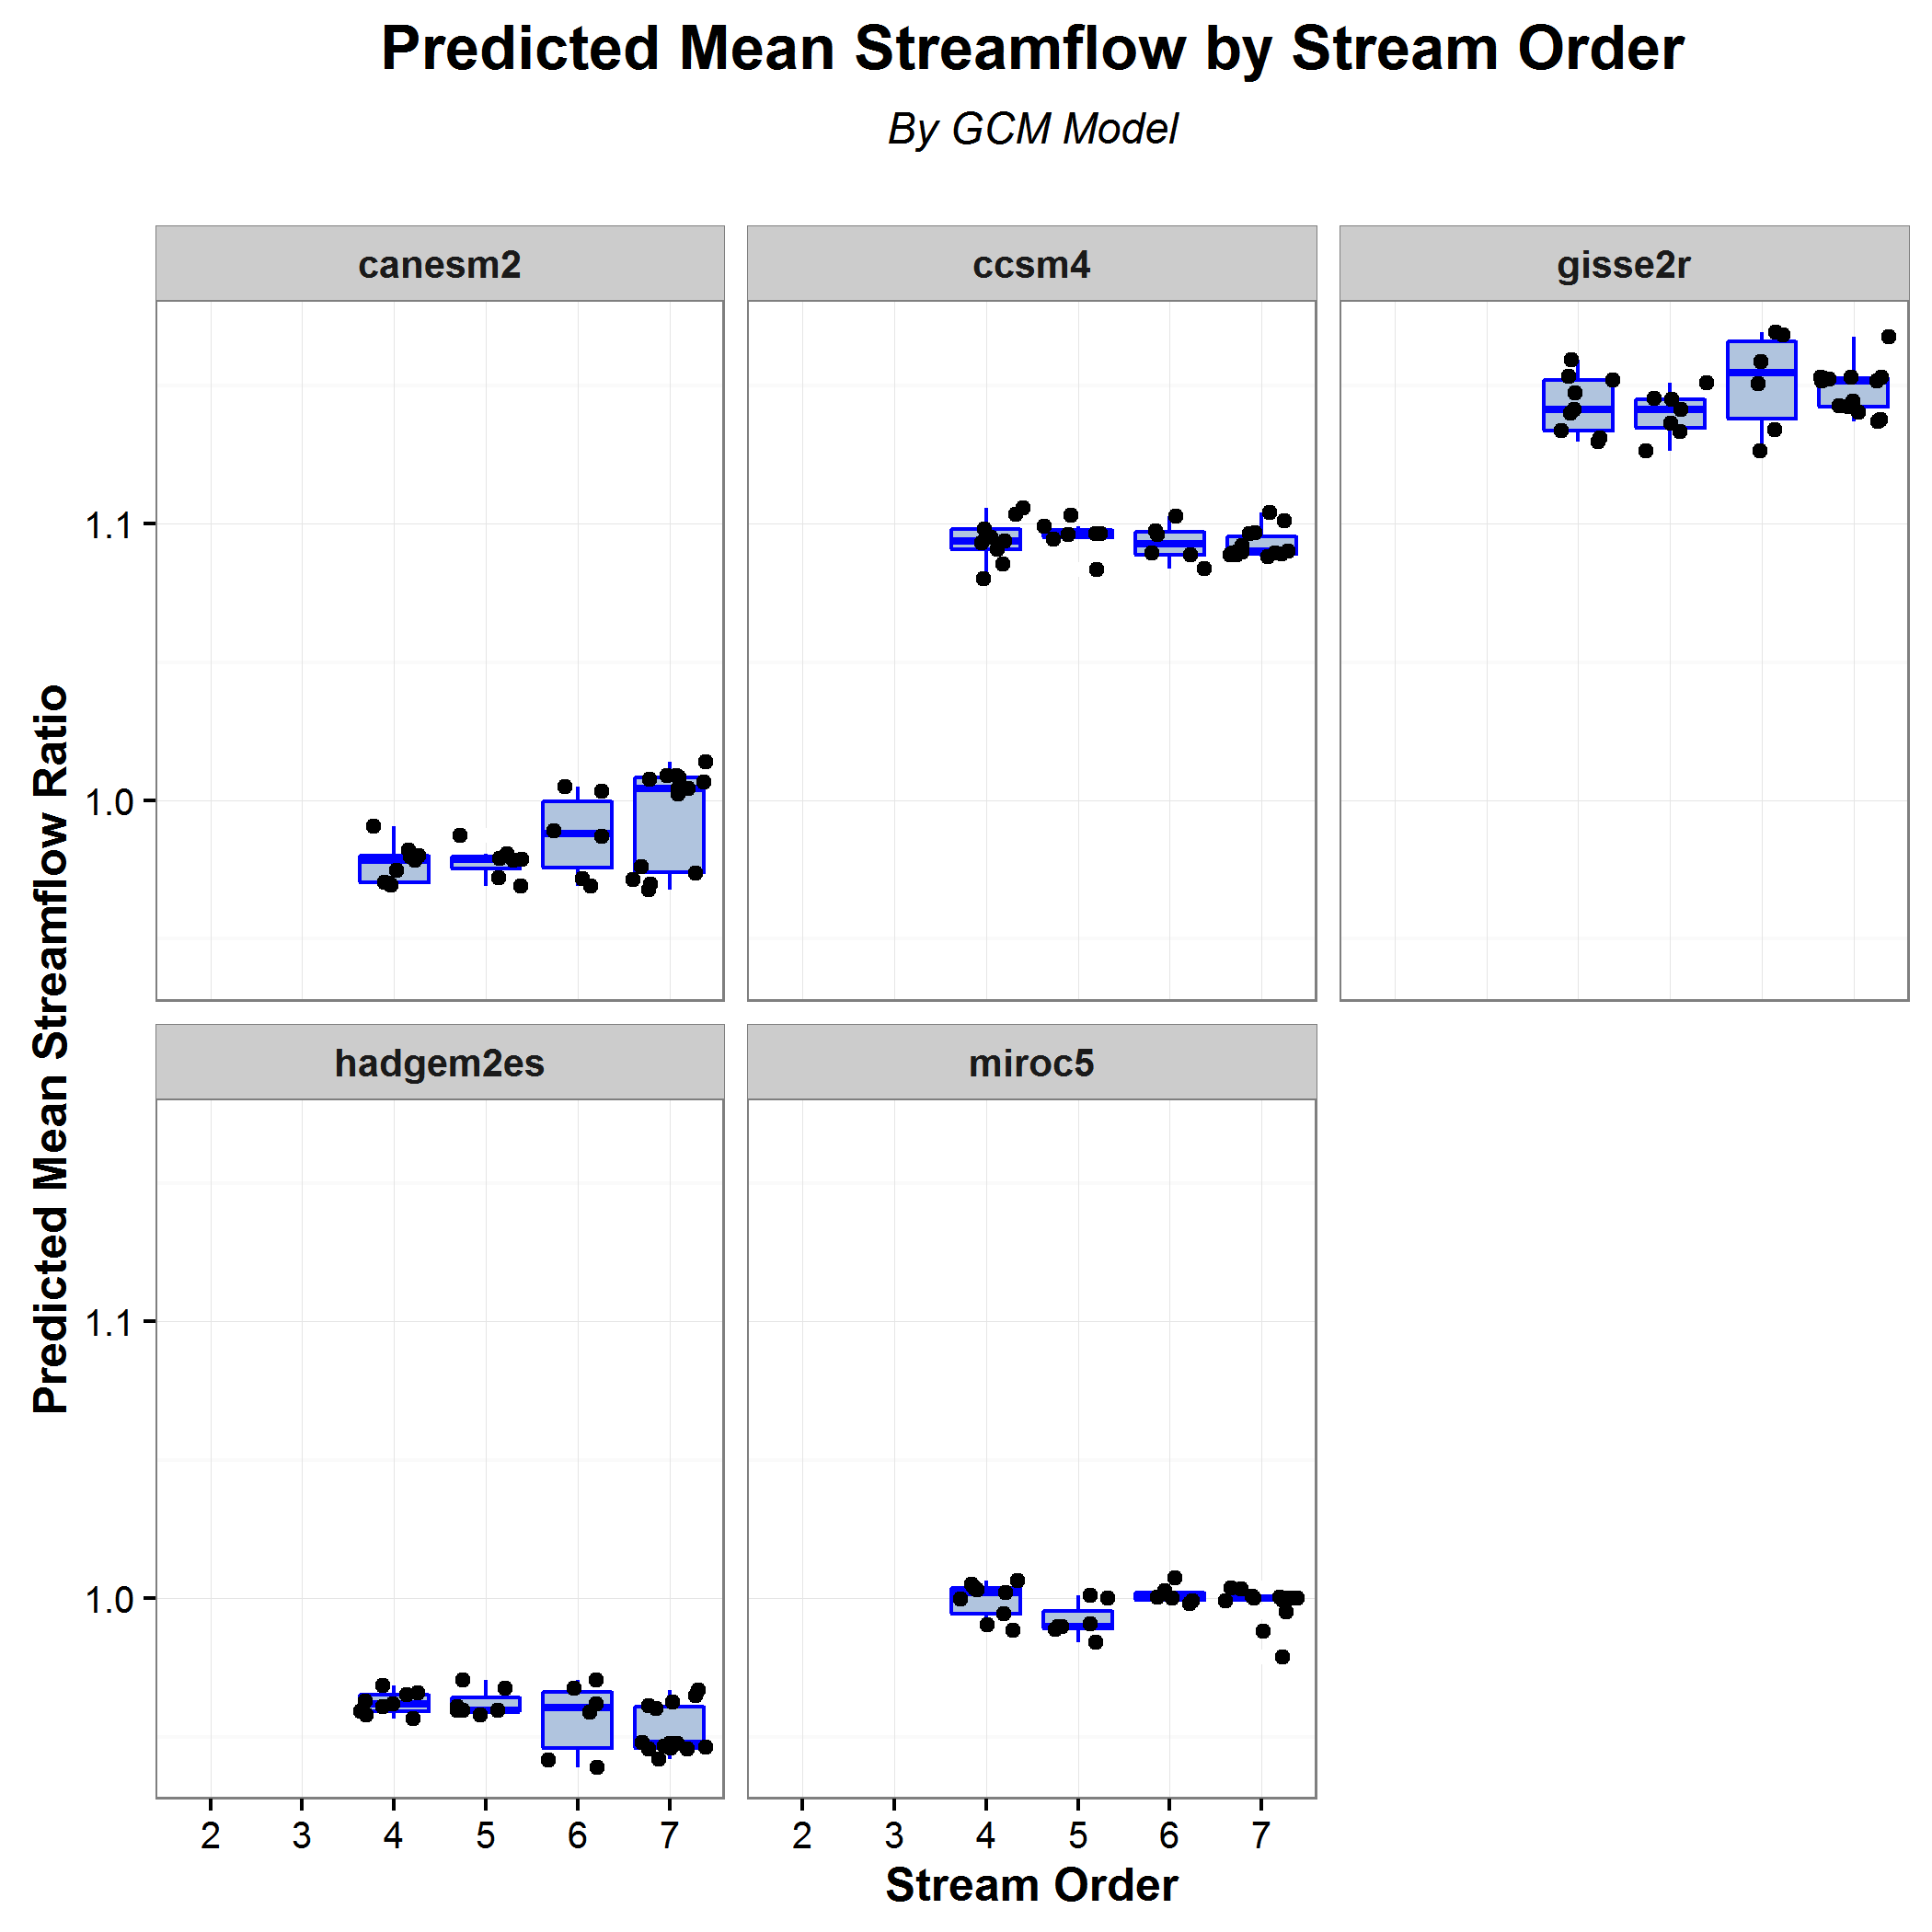 Predicted Mean Streamflow by Stream Order
By GCM Model
canesm2
ccsm4
gisse2r
1.1
1.0
Predicted Mean Streamflow Ratio
hadgem2es
miroc5
1.1
1.0
2 3 4 5 6 7
2 3 4 5 6 7
Stream Order